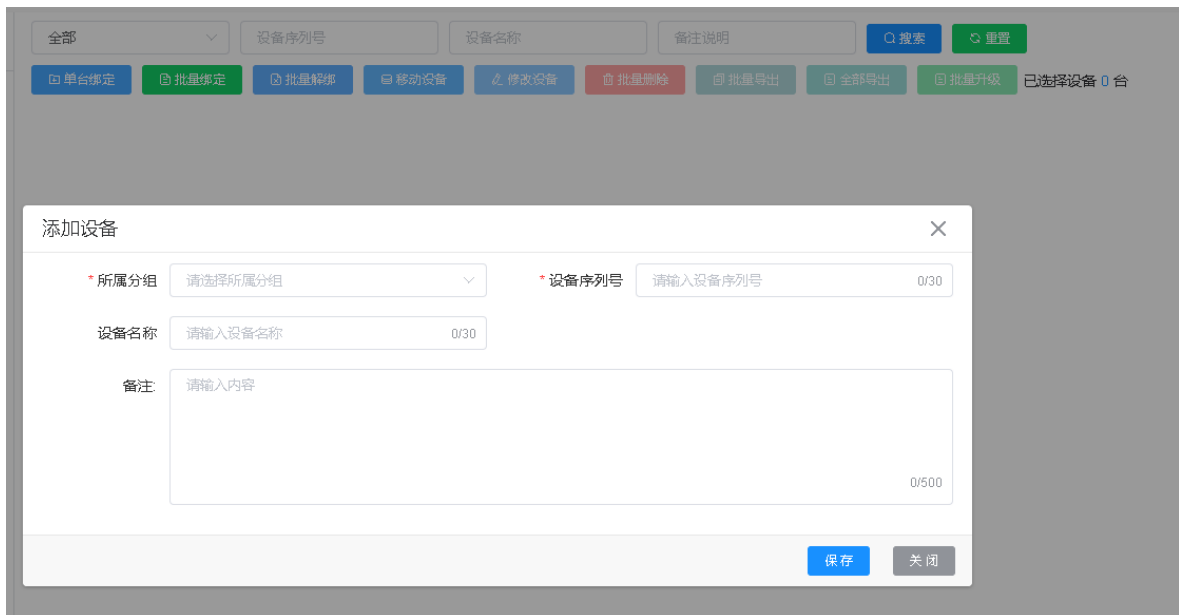 全部 设备序列号 设备名称 备注说明 搜索 重置
单台绑定 批量绑定 批量解绑 移动设备 修改设备 批量删除 批量导出 全部导出 批量升级 已选择设备 0 台
添加设备
* 所属分组 请选择所属分组 * 设备序列号 请输入设备序列号 0/30
设备名称 请输入设备名称 0/30
备注: 请输入内容
0/500
保存 关闭